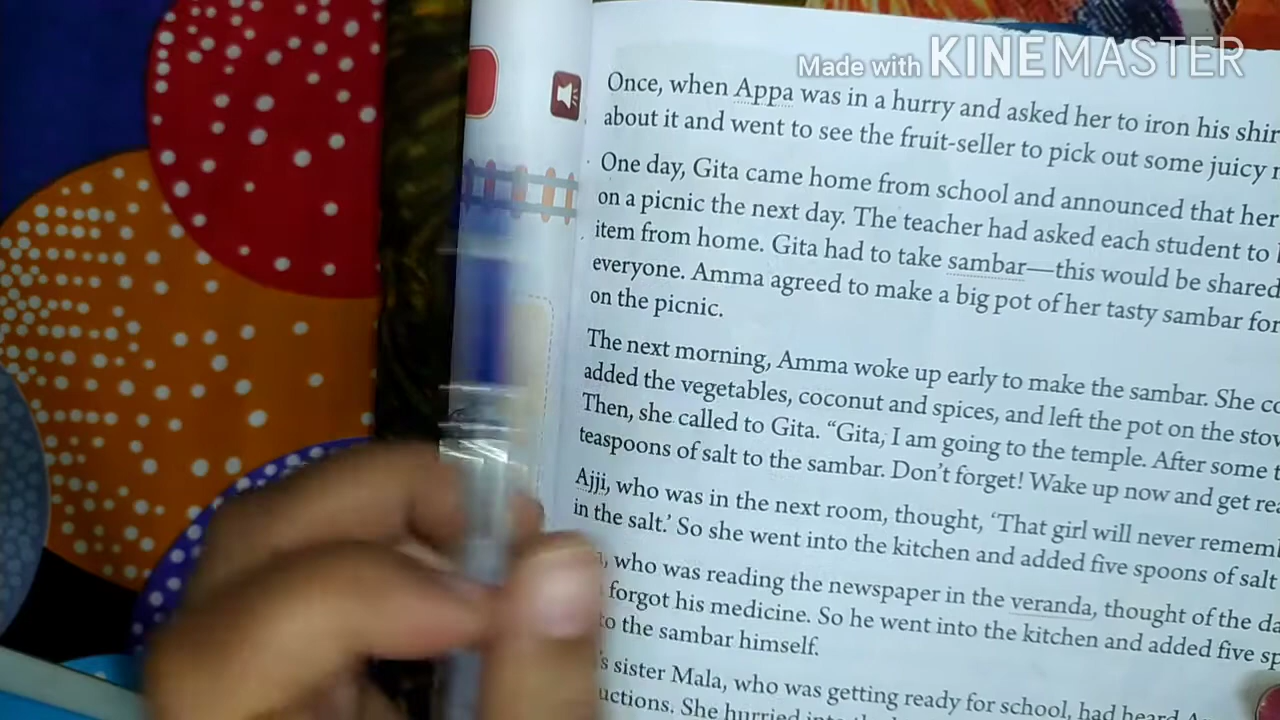 Made with KINEMASTER
Once, when Appa was in a hurry and asked her to iron his
about it and went to see the fruit-seller to pick out some juicy
One day, Gita came home from school and announced that her
on a picnic the next day. The teacher had asked each student to
item from home. Gita had to take sambar—this would be shared
everyone. Amma agreed to make a big pot of her tasty sambar for
on the picnic.
The next morning, Amma woke up early to make the sambar. She
added the vegetables, coconut and spices, and left the pot on the
Then, she called to Gita. “Gita, I am going to the temple. After some
teaspoons of salt to the sambar. Don’t forget! Wake up now and get
Ajji, who was in the next room, thought, ‘That girl will never
in the salt.’ So she went into the kitchen and added five spoons of salt
who was reading the newspaper in the veranda, thought of the
forgot his medicine. So he went into the kitchen and added five
to the sambar himself.
sister Mala, who was getting ready for school, had heard
She hurried